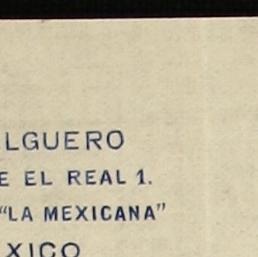 LGUERO
E EL REAL 1.
"LA MEXICANA"
XICO